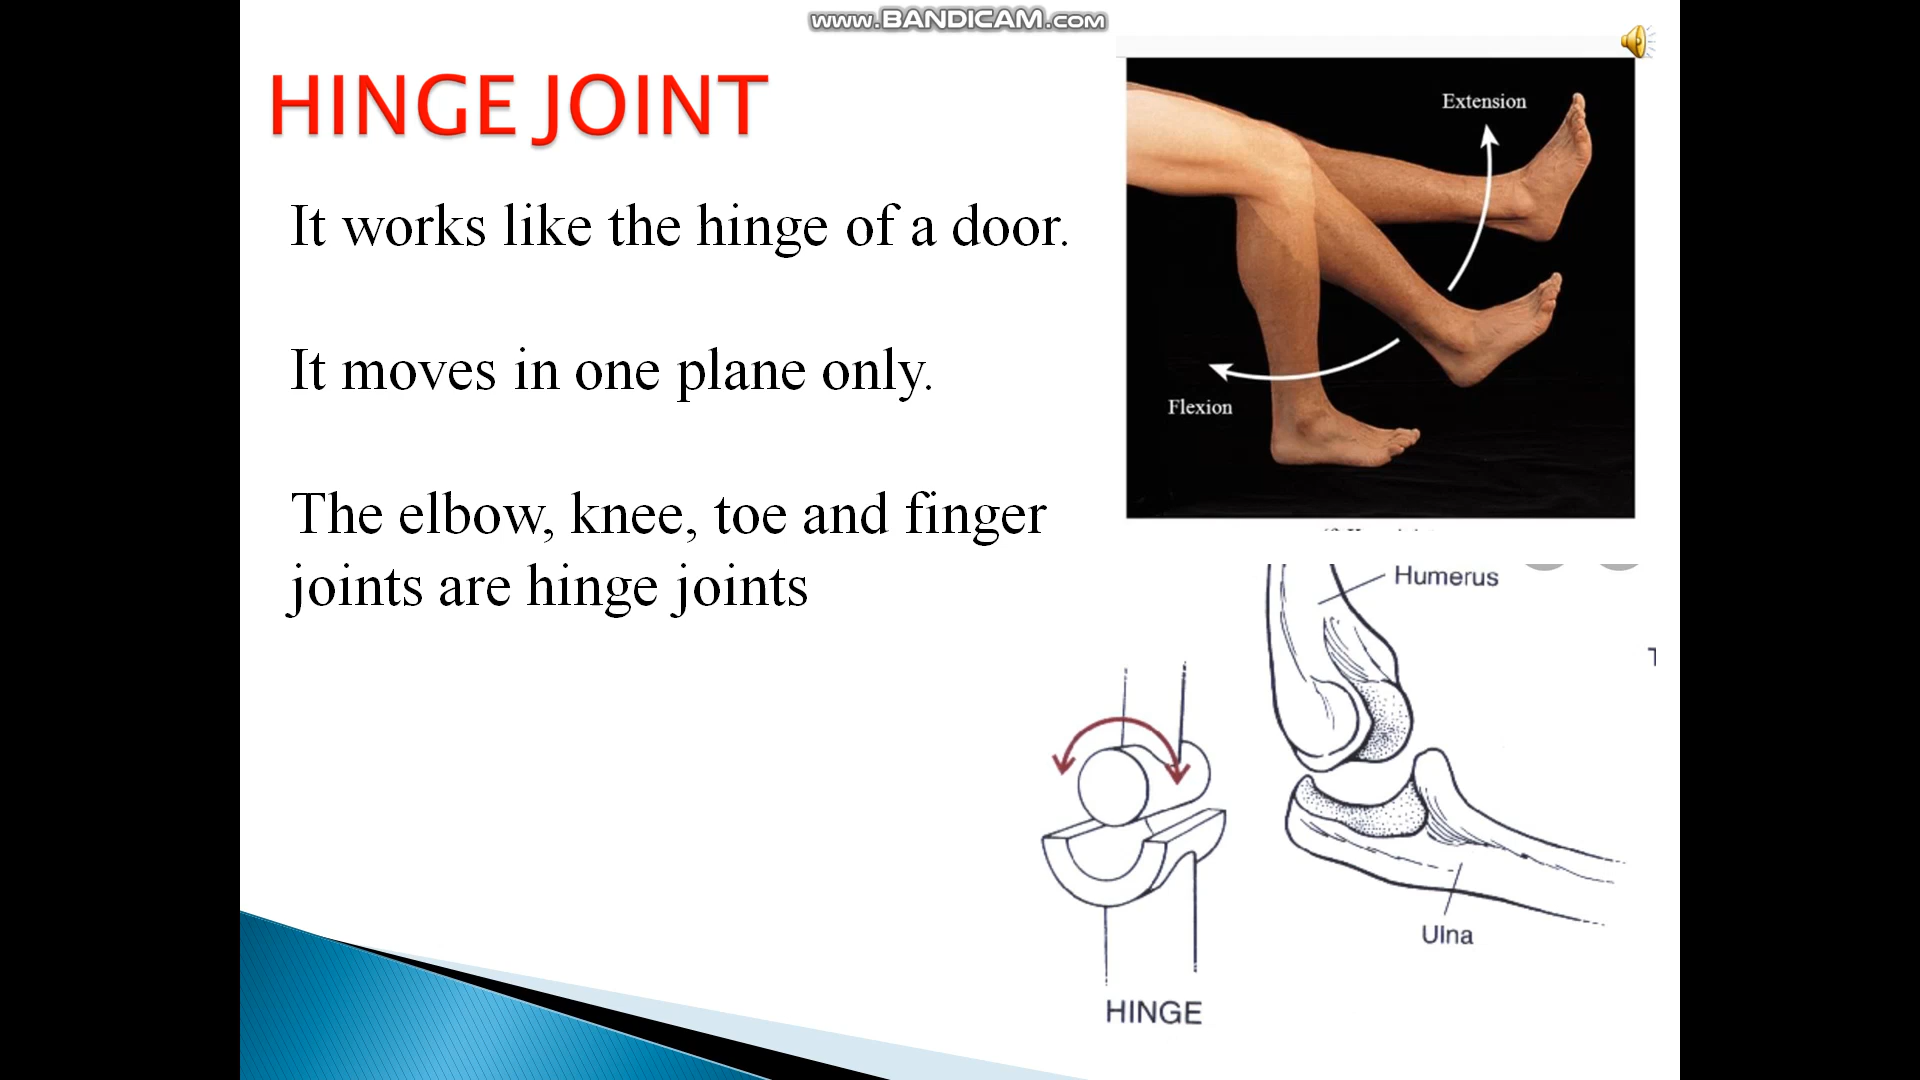 www.BANDICAM.com
HINGE JOINT
It works like the hinge of a door.
It moves in one plane only.
The elbow, knee, toe and finger
joints are hinge joints
Extension
Flexion
Humerus
Ulna
HINGE